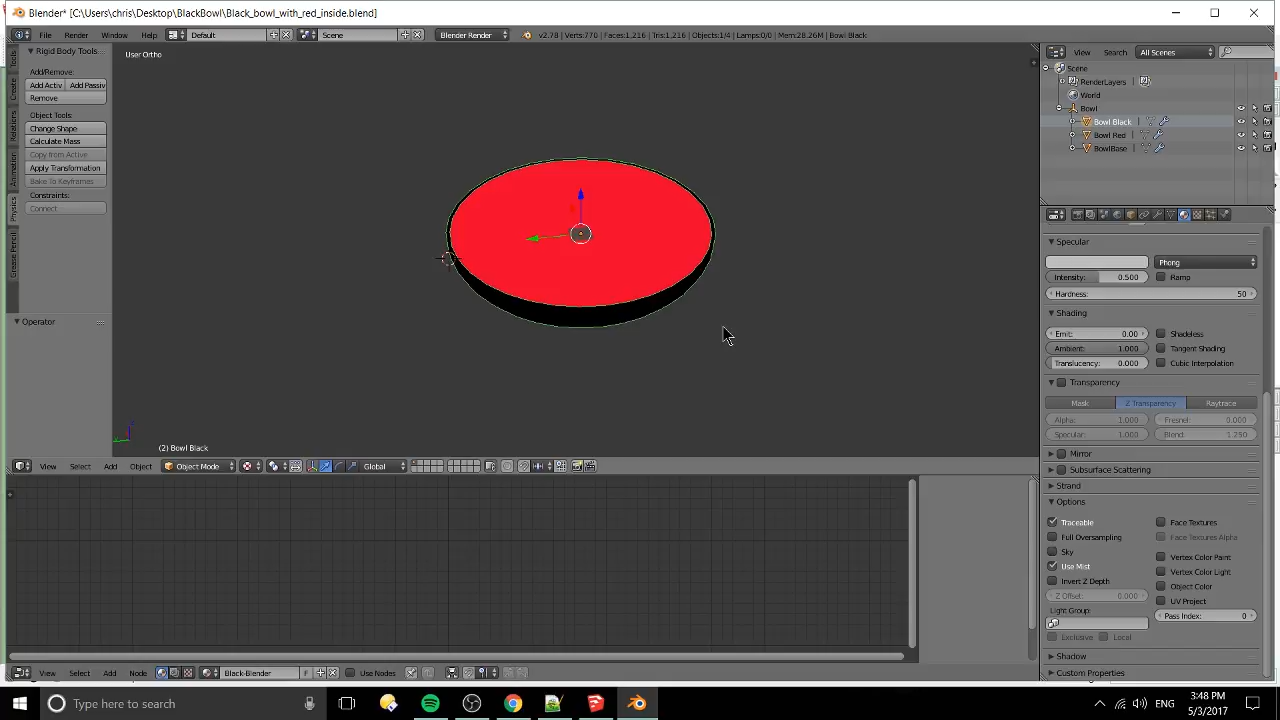 Blender* [C:\Users\chris\Desktop\BlackBowl\Black_bowl_with_red_inside.blend]
File Render Window Help Default Scene Blender Render v2.78 | Verts:770 | Faces:1,216 | Tris:1,216 | Objects:1/4 | Lamps:0/0 | Mem:28.26M | Bowl Black
Rigid Body Tools
Add/Remove:
Add Activ Add Passiv
Remove
Object Tools:
Change Shape
Calculate Mass
Copy from Active
Apply Transformation
Bake To Keyframes
Constraints:
Connect
Operator
Tools
Create
Relations
Animation
Physics
Grease Pencil
User Ortho
(2) Bowl Black
View Select Add Object Object Mode Global
View Search All Scenes
Scene
RenderLayers
World
Bowl
Bowl Black
Bowl Red
BowlBase
Specular
Phong
Intensity: 0.500 Ramp
Hardness: 50
Shading
Emit: 0.00 Shadeless
Ambient: 1.000 Tangent Shading
Translucency: 0.000 Cubic Interpolation
Transparency
Mask Z Transparency Raytrace
Alpha: 1.000 Fresnel: 0.000
Specular: 1.000 Blend: 1.250
Mirror
Subsurface Scattering
Strand
Options
Traceable Face Textures
Full Oversampling Face Textures Alpha
Sky Vertex Color Paint
Use Mist Vertex Color Light
Invert Z Depth Object Color
Z Offset: 0.000 UV Project
Light Group: Pass Index: 0
Exclusive Local
Shadow
Custom Properties
View Select Add Node Black-Blender F Use Nodes
Type here to search
ENG
3:48 PM
5/3/2017